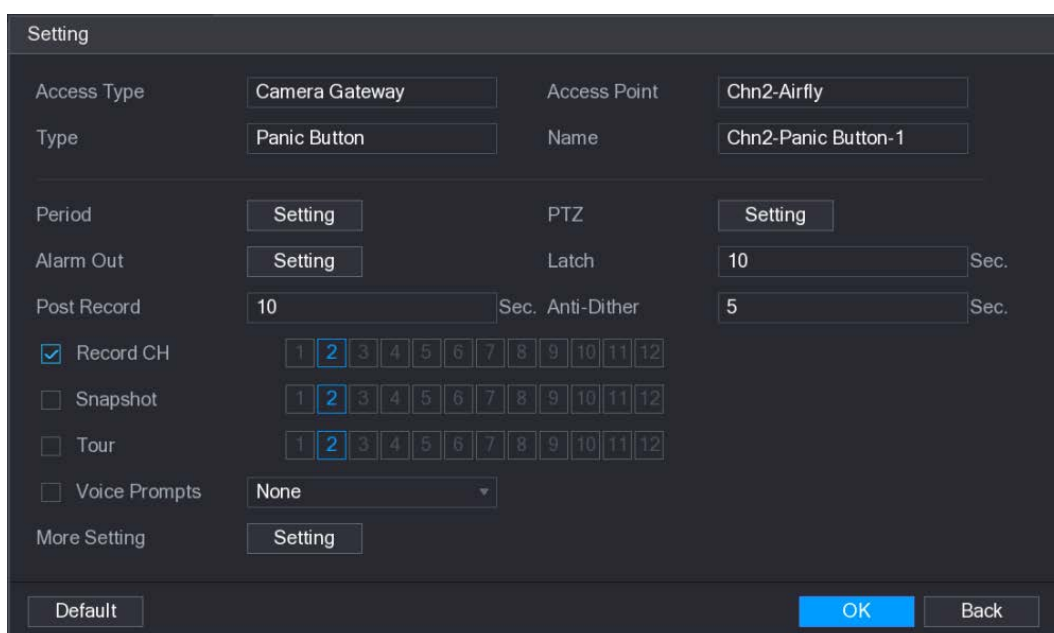 Setting
Access Type Camera Gateway Access Point Chn2-Airfly
Type Panic Button Name Chn2-Panic Button-1
Period Setting PTZ Setting
Alarm Out Setting Latch 10 Sec.
Post Record 10 Sec. Anti-Dither 5 Sec.
Record CH 1 2 3 4 5 6 7 8 9 10 11 12
Snapshot 1 2 3 4 5 6 7 8 9 10 11 12
Tour 1 2 3 4 5 6 7 8 9 10 11 12
Voice Prompts None
More Setting Setting
Default OK Back